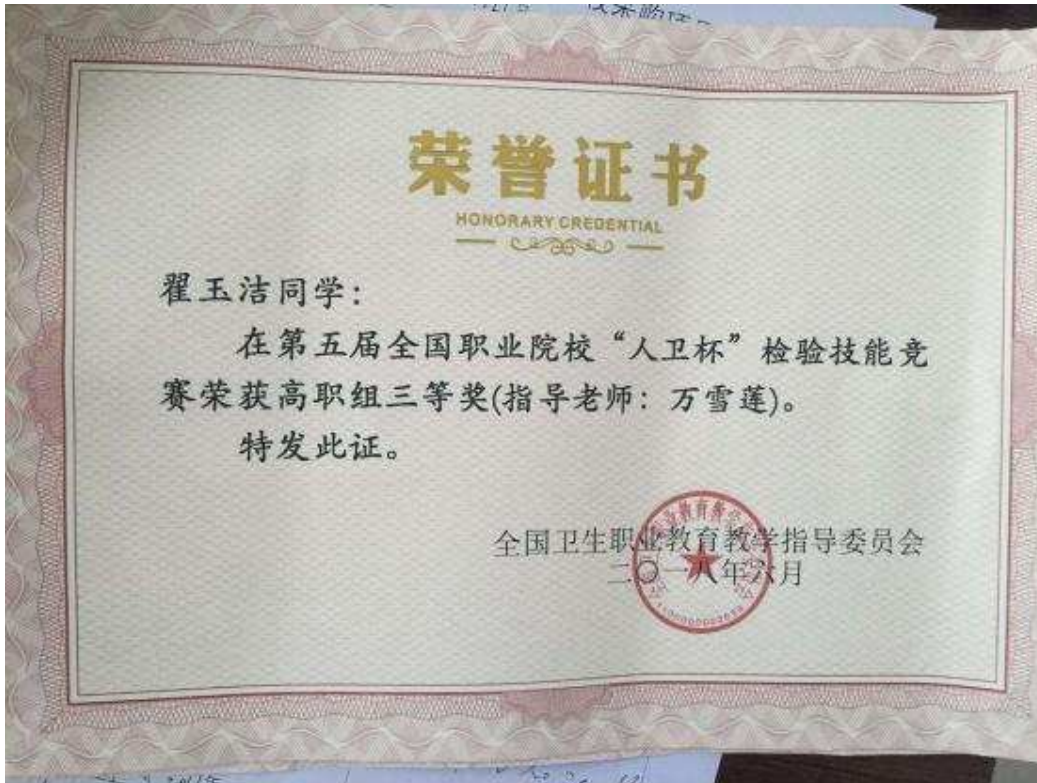 荣誉证书
HONORARY CREDENTIAL
翟玉洁同学:
在第五届全国职业院校“人卫杯”检验技能竞
赛荣获高职组三等奖(指导老师:万雪莲)。
特发此证。
全国卫生职业教育教学指导委员会
二〇一八年六月